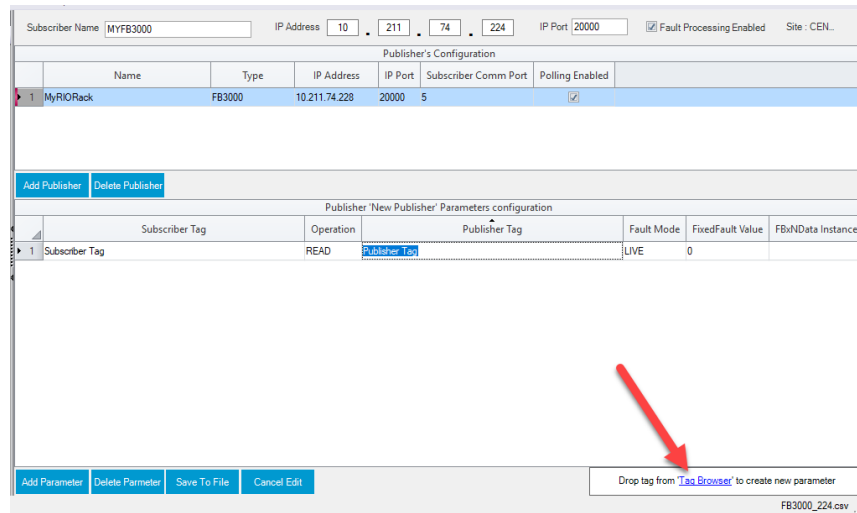 Subscriber Name MYFB3000 IP Address 10 . 211 . 74 . 224 IP Port 20000 Fault Processing Enabled Site : CEN...
Publisher's Configuration
Name Type IP Address IP Port Subscriber Comm Port Polling Enabled
1 MyRIORack FB3000 10.211.74.228 20000 5
Add Publisher Delete Publisher
Publisher 'New Publisher' Parameters configuration
Subscriber Tag Operation Publisher Tag Fault Mode FixedFault Value FBxNData Instance
1 Subscriber Tag READ Publisher Tag LIVE 0
Add Parameter Delete Parmeter Save To File Cancel Edit Drop tag from 'Tag Browser' to create new parameter
FB3000_224.csv